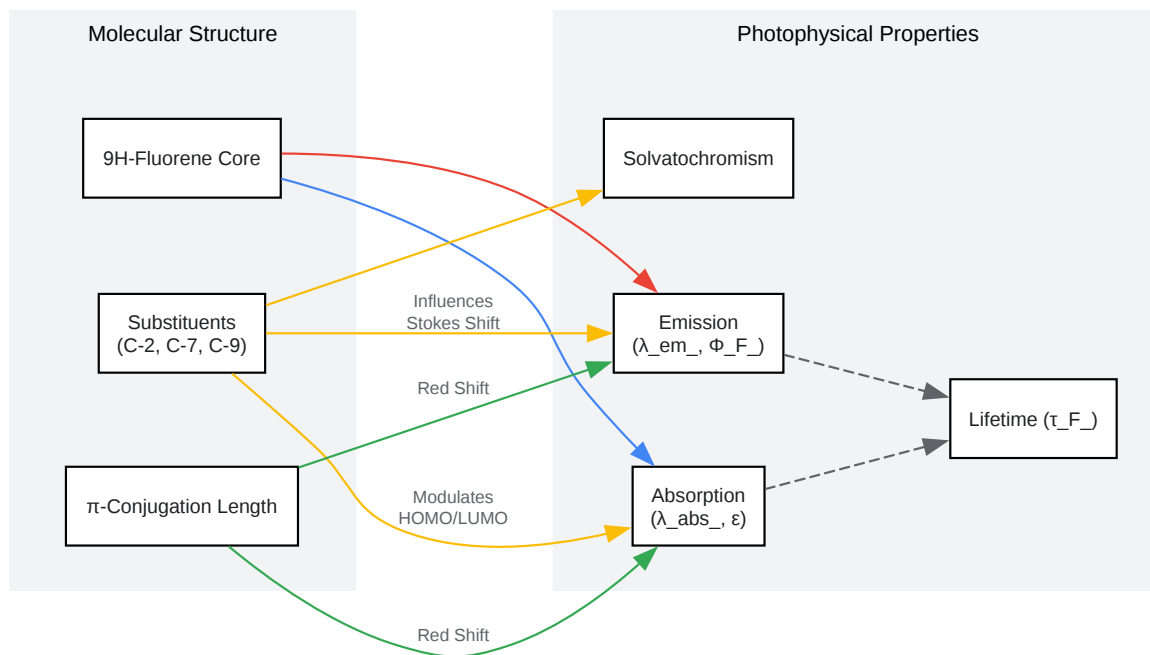 Molecular Structure
Photophysical Properties
9H-Fluorene Core
Solvatochromism
Substituents
(C-2, C-7, C-9)
Influences
Stokes Shift
Emission
(λ_em_, Φ_F_)
Red Shift
Lifetime (τ_F_)
π-Conjugation Length
Modulates
HOMO/LUMO
Absorption
(λ_abs_, ε)
Red Shift